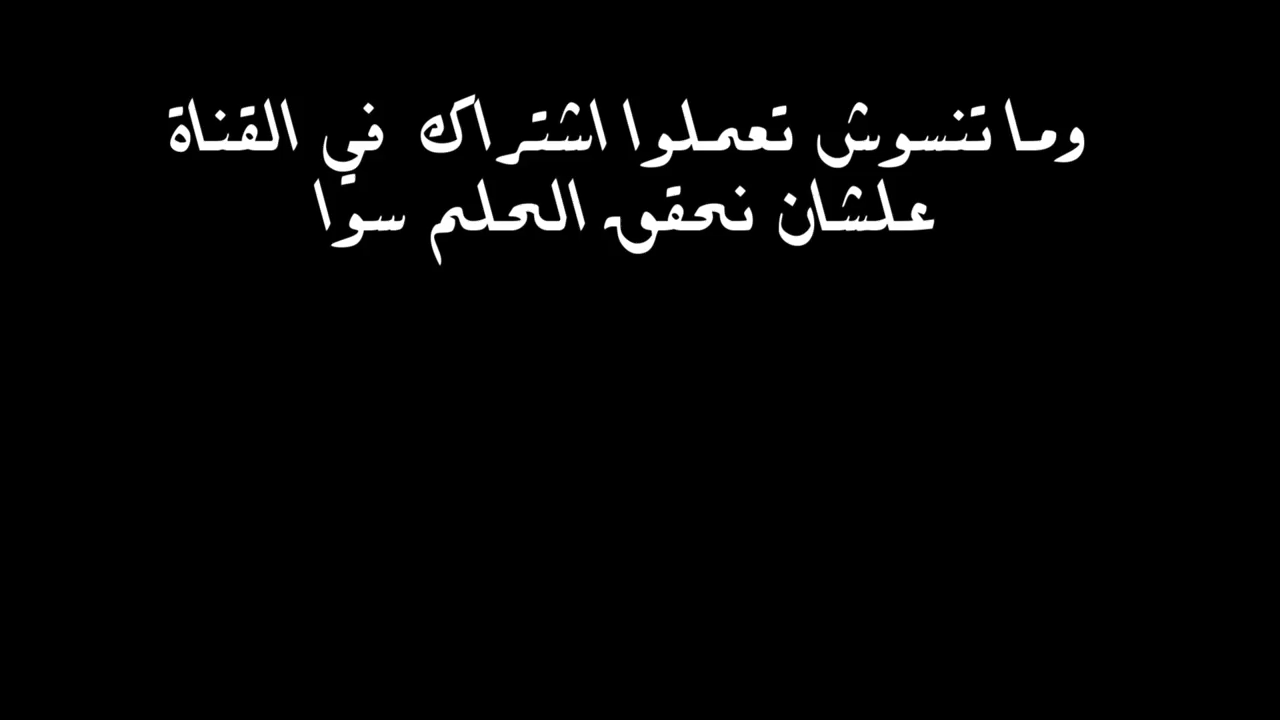 وما تنسوش تعملوا اشتراك في القناة
علشان نحقق الحلم سوا